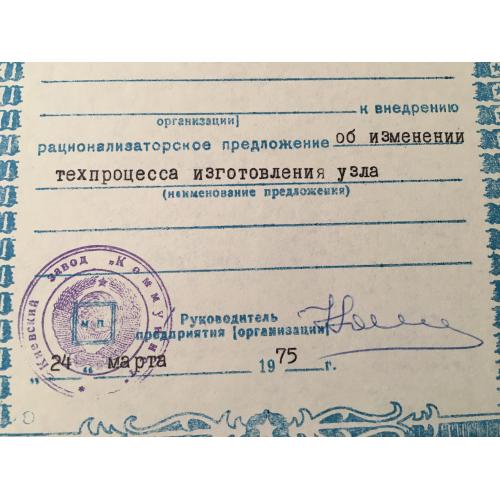 к внедрению
организации]
рационализаторское предложение об изменении
техпроцесса изготовления узла
(наименование предложения)
Киевский завод „Коммунист"
М П
Руководитель
предприятия [организации]
„ 24 “ марта 1975 г.